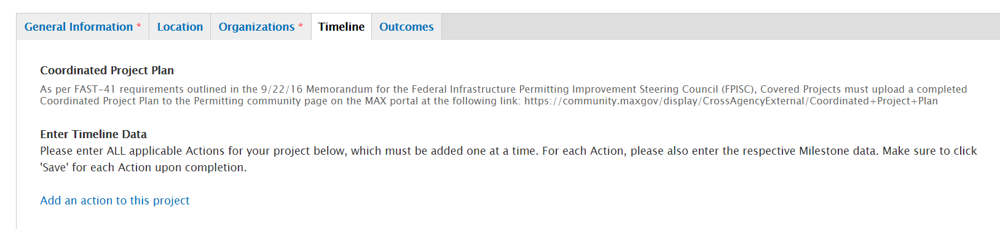 General Information * Location Organizations * Timeline Outcomes
Coordinated Project Plan
As per FAST-41 requirements outlined in the 9/22/16 Memorandum for the Federal Infrastructure Permitting Improvement Steering Council (FPISC), Covered Projects must upload a completed
Coordinated Project Plan to the Permitting community page on the MAX portal at the following link: https://community.maxgov/display/CrossAgencyExternal/Coordinated+Project+Plan
Enter Timeline Data
Please enter ALL applicable Actions for your project below, which must be added one at a time. For each Action, please also enter the respective Milestone data. Make sure to click
'Save' for each Action upon completion.
Add an action to this project